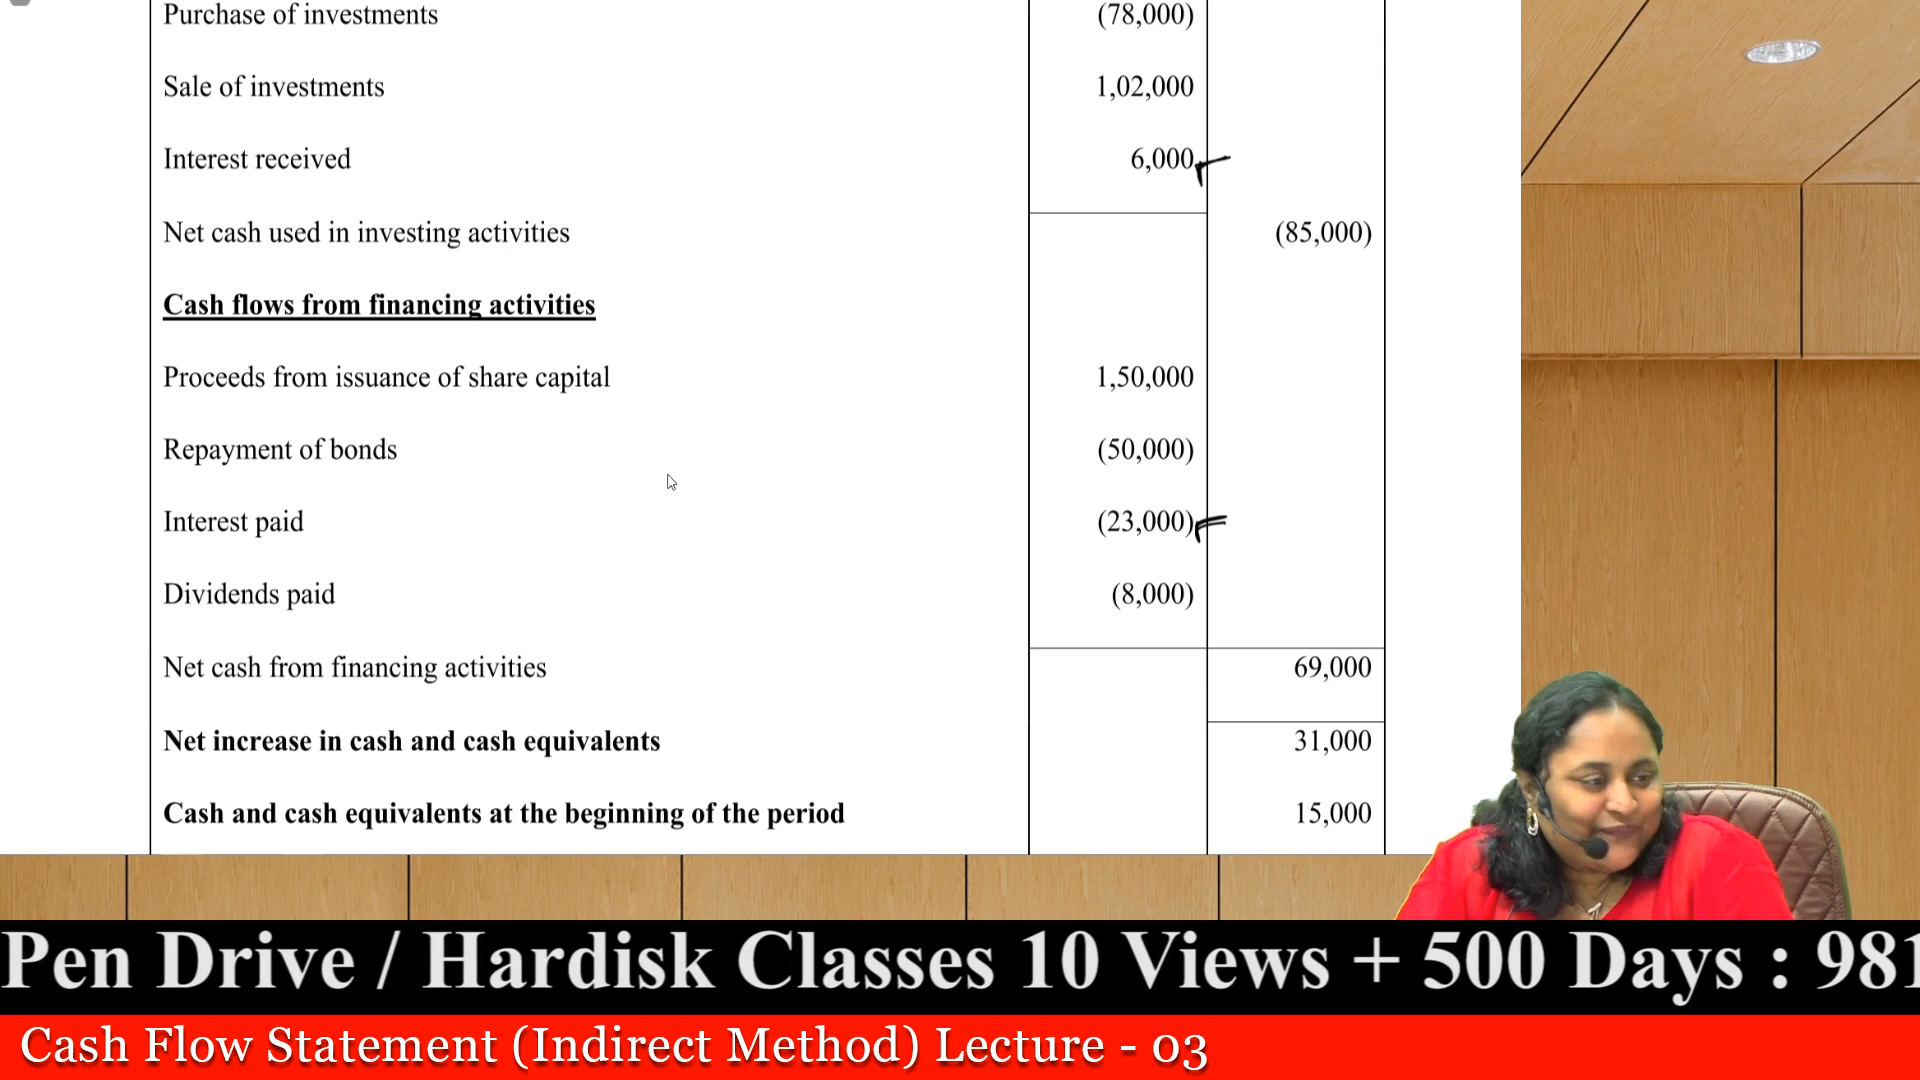 Purchase of investments (78,000)
Sale of investments 1,02,000
Interest received 6,000
Net cash used in investing activities (85,000)
Cash flows from financing activities
Proceeds from issuance of share capital 1,50,000
Repayment of bonds (50,000)
Interest paid (23,000)
Dividends paid (8,000)
Net cash from financing activities 69,000
Net increase in cash and cash equivalents 31,000
Cash and cash equivalents at the beginning of the period 15,000
Pen Drive / Hardisk Classes 10 Views + 500 Days : 981
Cash Flow Statement (Indirect Method) Lecture - 03